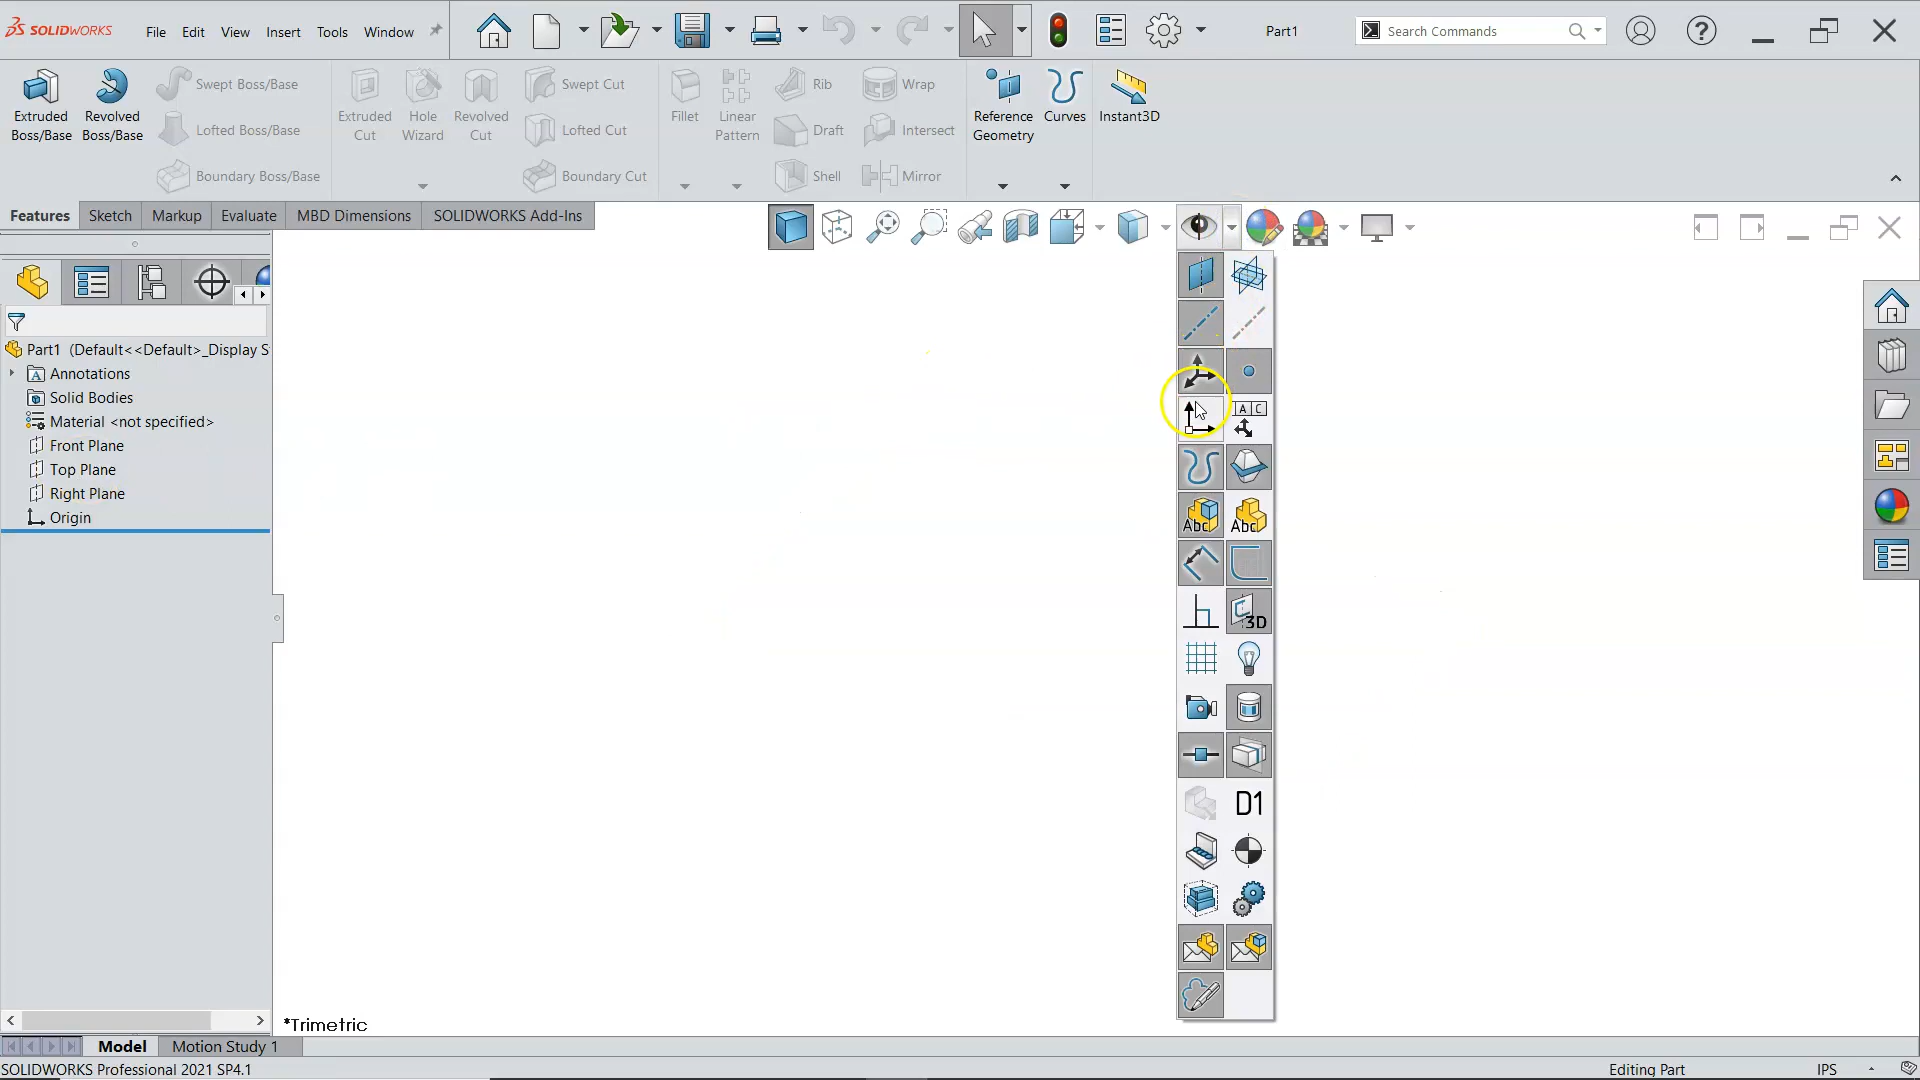 SOLIDWORKS
File Edit View Insert Tools Window
Part1
Search Commands
Extruded Boss/Base
Revolved Boss/Base
Swept Boss/Base
Lofted Boss/Base
Boundary Boss/Base
Extruded Cut
Hole Wizard
Revolved Cut
Swept Cut
Lofted Cut
Boundary Cut
Fillet
Linear Pattern
Rib
Draft
Shell
Wrap
Intersect
Mirror
Reference Geometry
Curves
Instant3D
Features Sketch Markup Evaluate MBD Dimensions SOLIDWORKS Add-Ins
Part1 (Default<<Default>_Display S
Annotations
Solid Bodies
Material <not specified>
Front Plane
Top Plane
Right Plane
Origin
A C
Abc Abc
3D
D1
*Trimetric
Model Motion Study 1
SOLIDWORKS Professional 2021 SP4.1
Editing Part
IPS